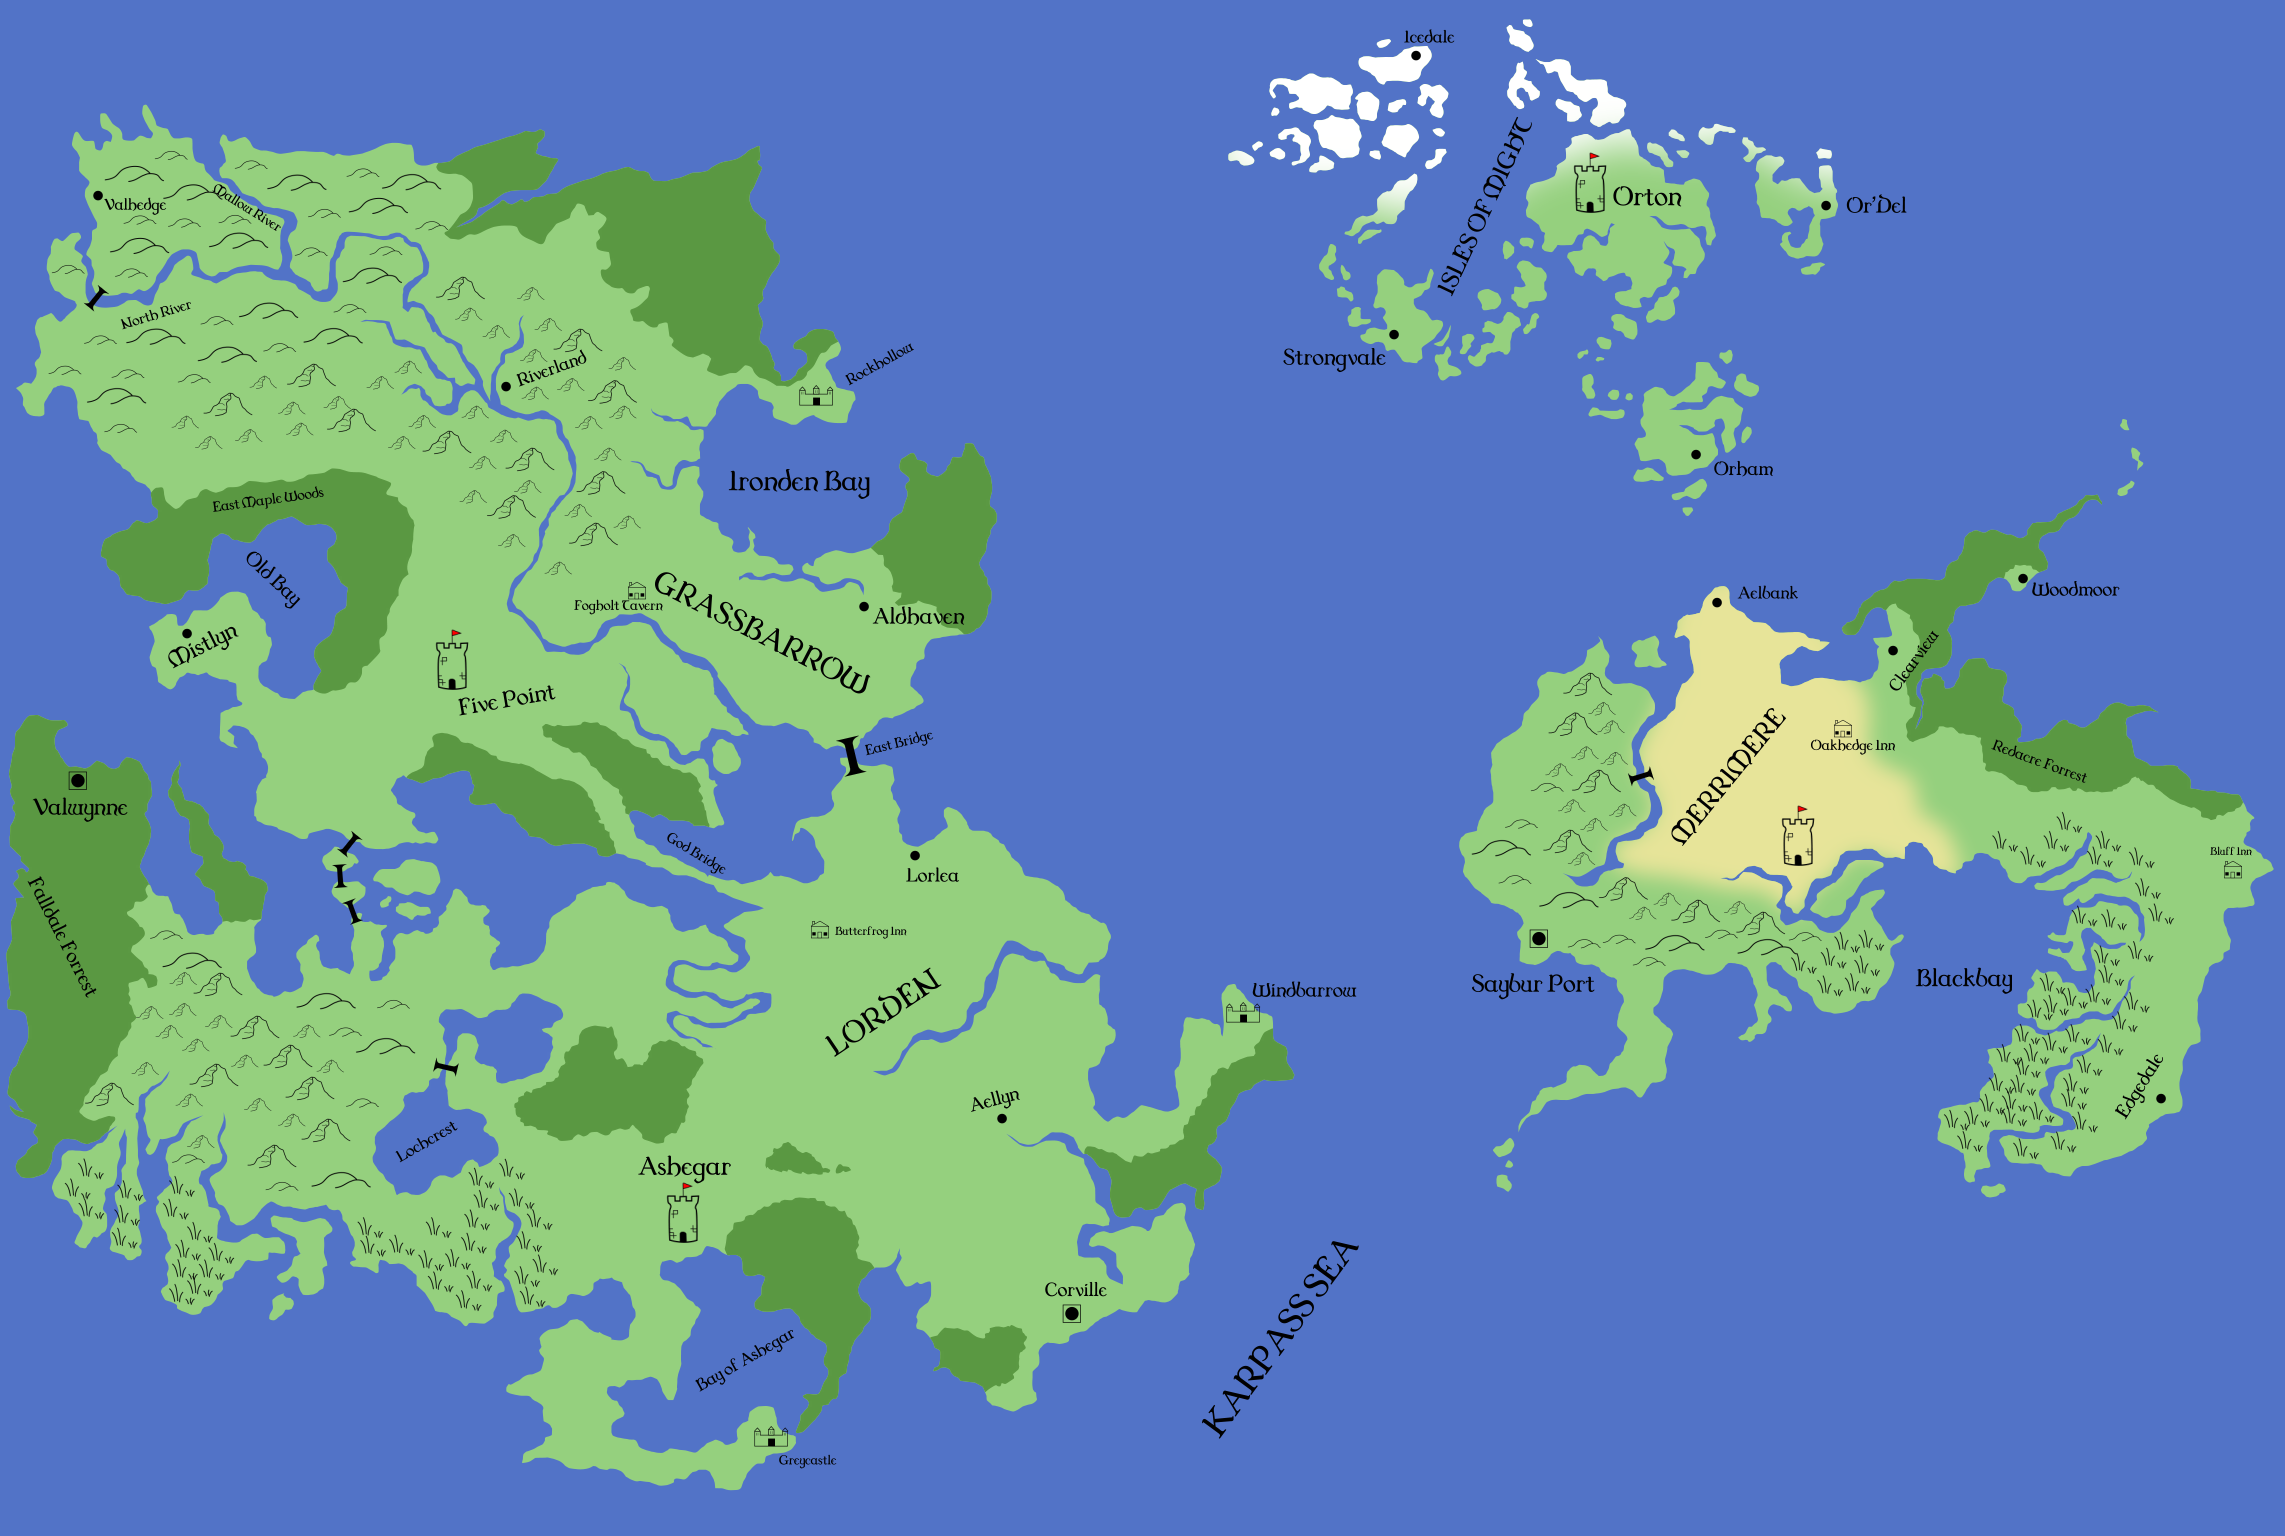 Icedale
ISLES OF MIGHT
Orton
Or'Del
Strongvale
Orham
Valhedge
Mallow River
North River
Riverland
Rockhollow
Ironden Bay
East Maple Woods
Old Bay
Mistlyn
Fogholt Tavern
GRASSBARROW
Aldhaven
Five Point
East Bridge
Valwynne
Falldale Forrest
God Bridge
Lorlea
Butterfrog Inn
LORDEN
Windbarrow
Aellyn
Lochcrest
Ashegar
Corville
Bay of Ashegar
Greycastle
KARPASS SEA
Aelbank
Woodmoor
Clearview
MERRIMERE
Oakhedge Inn
Redacre Forrest
Bluff Inn
Saybur Port
Blackbay
Edgedale